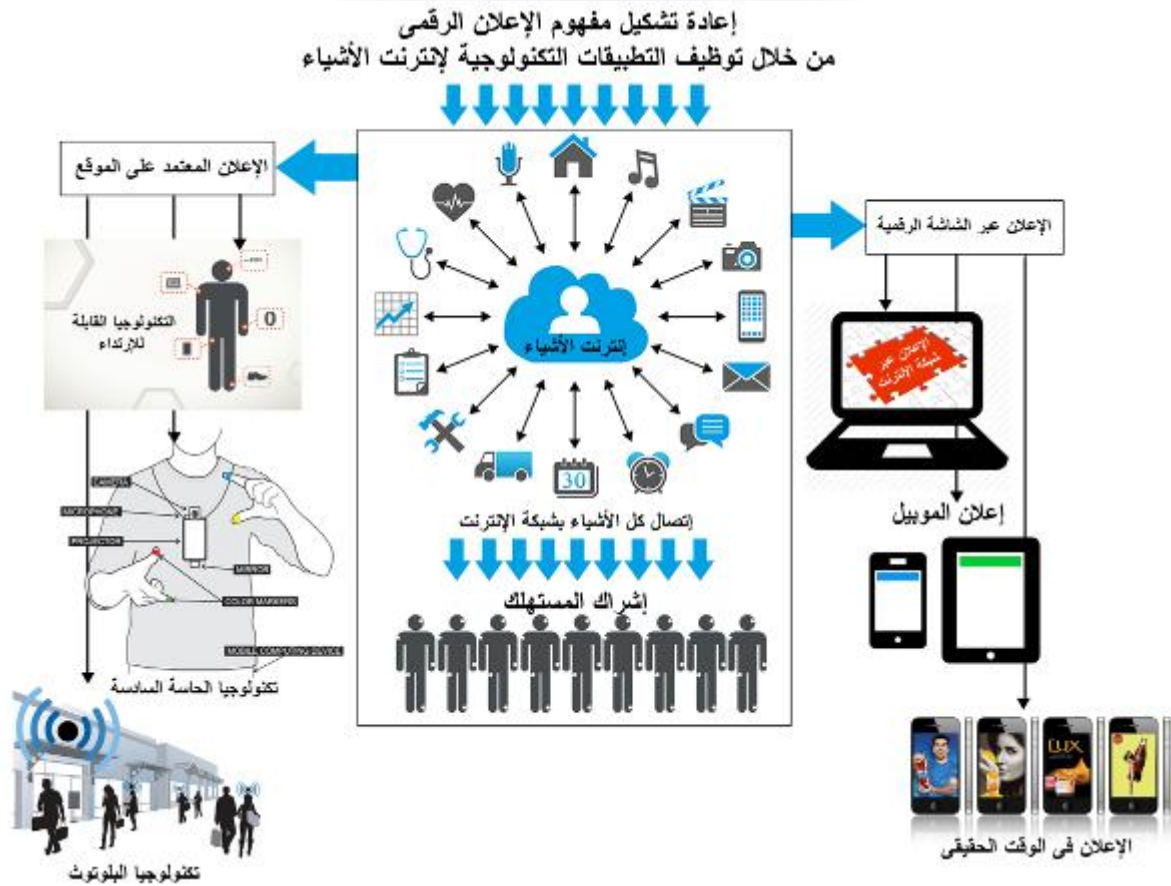 إعادة تشكيل مفهوم الإعلان الرقمى
من خلال توظيف التطبيقات التكنولوجية لإنترنت الأشياء
الإعلان المعتمد على الموقع
الإعلان عبر الشاشة الرقمية
التكنولوجيا القابلة
للإرتداء
إنترنت الأشياء
30
الإعلان عبر
شبكة الإنترنت
إتصال كل الأشياء بشبكة الإنترنت
إعلان الموبيل
CAMERA
MICROPHONE
PROJECTOR
MIRROR
COLOR MARKERS
MOBILE COMPUTING DEVICE
إشراك المستهلك
تكنولوجيا الحاسة السادسة
LUX
الإعلان فى الوقت الحقيقى
تكنولوجيا البلوتوث